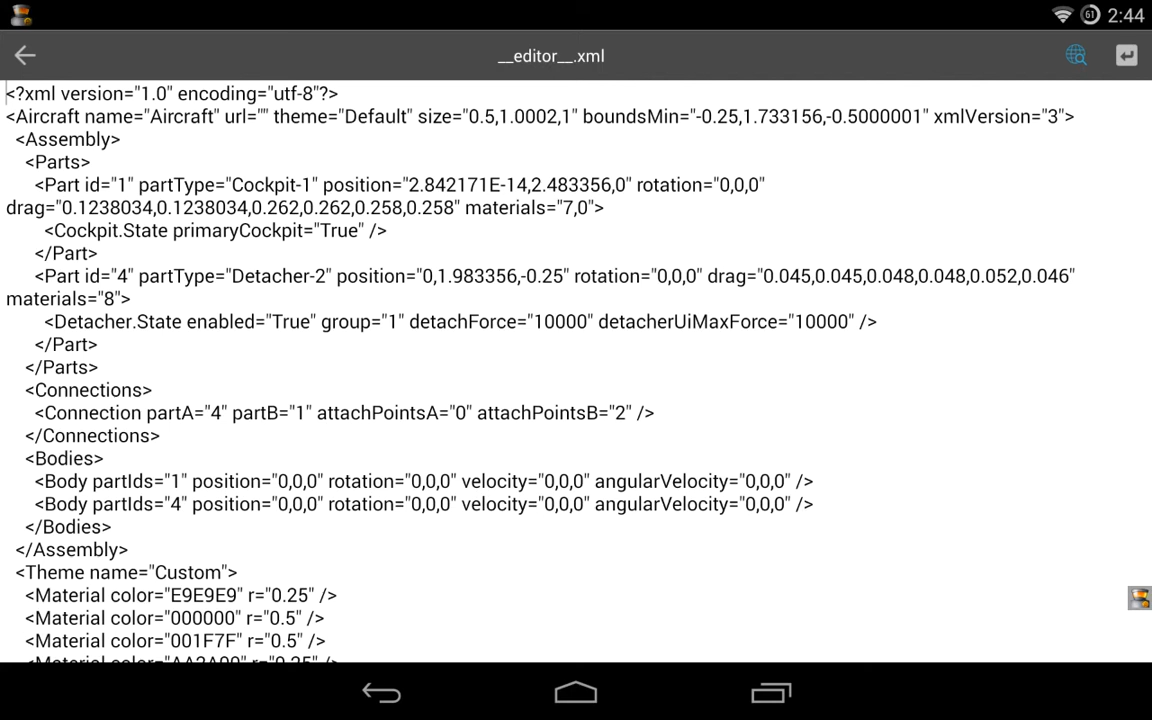 61 2:44
__editor__.xml
<?xml version="1.0" encoding="utf-8"?>
<Aircraft name="Aircraft" url="" theme="Default" size="0.5,1.0002,1" boundsMin="-0.25,1.733156,-0.5000001" xmlVersion="3">
<Assembly>
<Parts>
<Part id="1" partType="Cockpit-1" position="2.842171E-14,2.483356,0" rotation="0,0,0"
drag="0.1238034,0.1238034,0.262,0.262,0.258,0.258" materials="7,0">
<Cockpit.State primaryCockpit="True" />
</Part>
<Part id="4" partType="Detacher-2" position="0,1.983356,-0.25" rotation="0,0,0" drag="0.045,0.045,0.048,0.048,0.052,0.046"
materials="8">
<Detacher.State enabled="True" group="1" detachForce="10000" detacherUiMaxForce="10000" />
</Part>
</Parts>
<Connections>
<Connection partA="4" partB="1" attachPointsA="0" attachPointsB="2" />
</Connections>
<Bodies>
<Body partIds="1" position="0,0,0" rotation="0,0,0" velocity="0,0,0" angularVelocity="0,0,0" />
<Body partIds="4" position="0,0,0" rotation="0,0,0" velocity="0,0,0" angularVelocity="0,0,0" />
</Bodies>
</Assembly>
<Theme name="Custom">
<Material color="E9E9E9" r="0.25" />
<Material color="000000" r="0.5" />
<Material color="001F7F" r="0.5" />
<Material